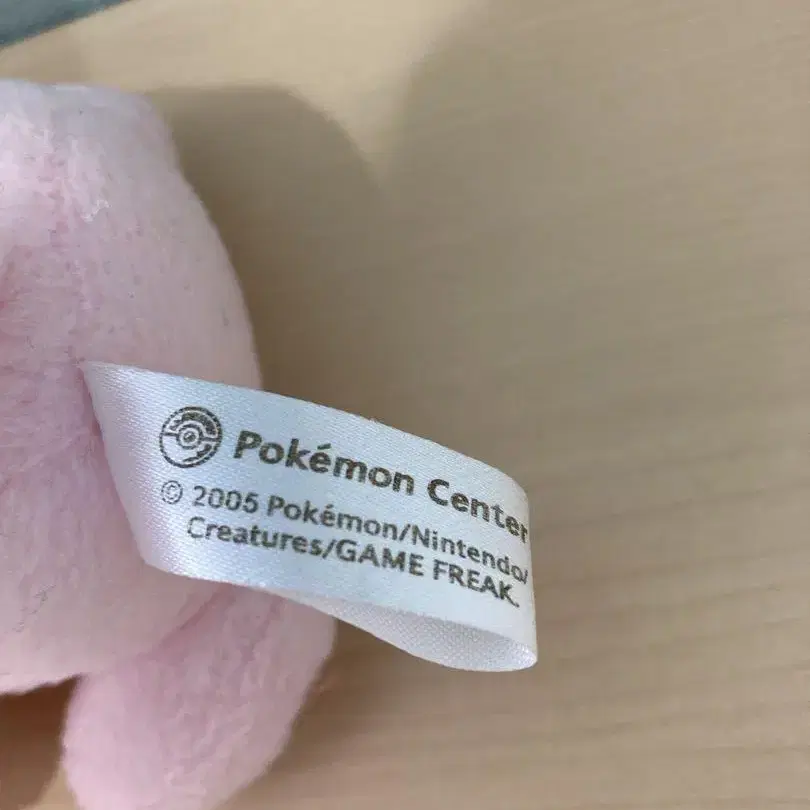 Pokémon Center
© 2005 Pokémon/Nintendo/
Creatures/GAME FREAK.